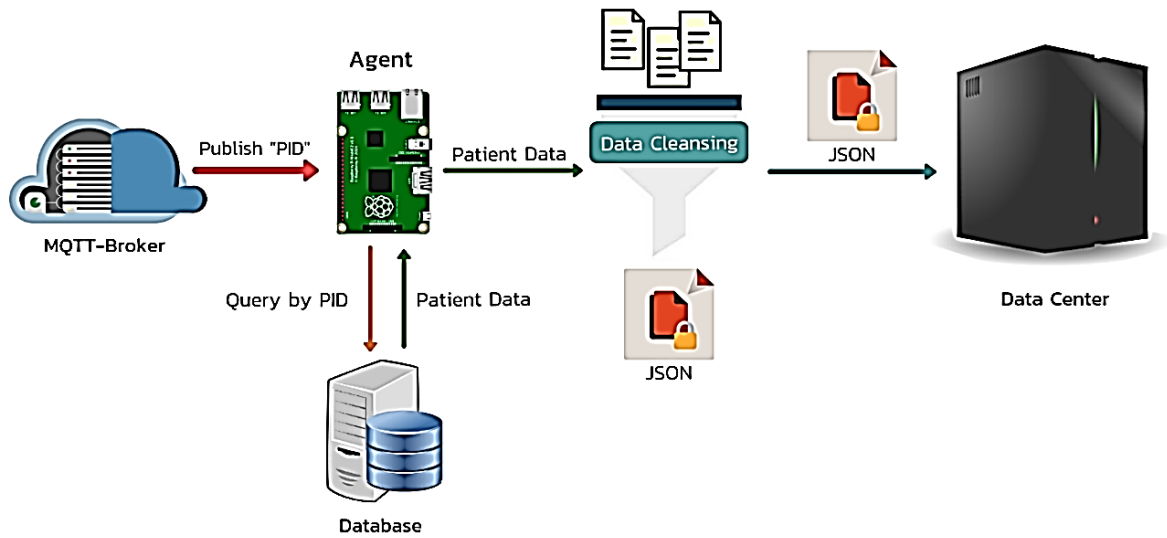 Agent
Publish "PID"
Patient Data
Data Cleansing
JSON
MQTT-Broker
Query by PID
Patient Data
Data Center
JSON
Database